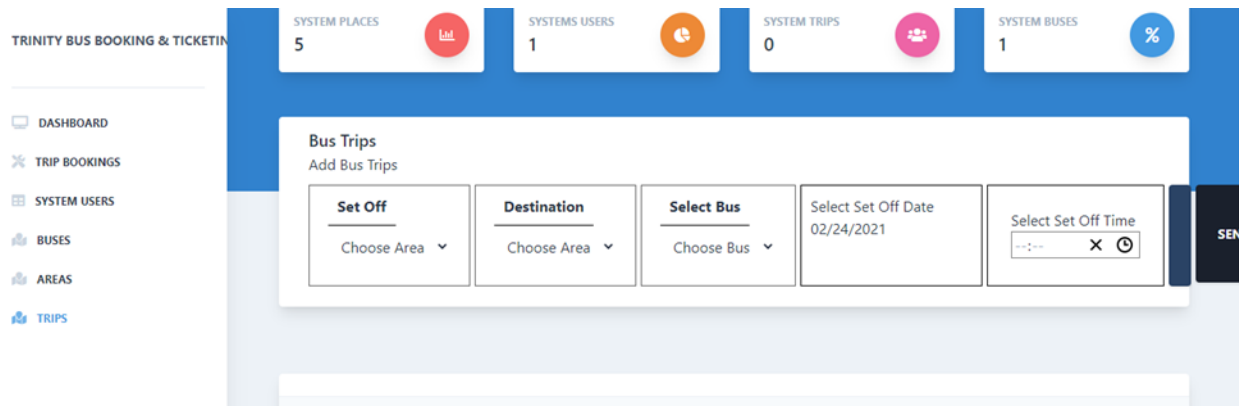 TRINITY BUS BOOKING & TICKETIN
DASHBOARD
TRIP BOOKINGS
SYSTEM USERS
BUSES
AREAS
TRIPS
SYSTEM PLACES
5
SYSTEMS USERS
1
SYSTEM TRIPS
0
SYSTEM BUSES
1
%
Bus Trips
Add Bus Trips
Set Off
Choose Area
Destination
Choose Area
Select Bus
Choose Bus
Select Set Off Date
02/24/2021
Select Set Off Time
--:--
SEN